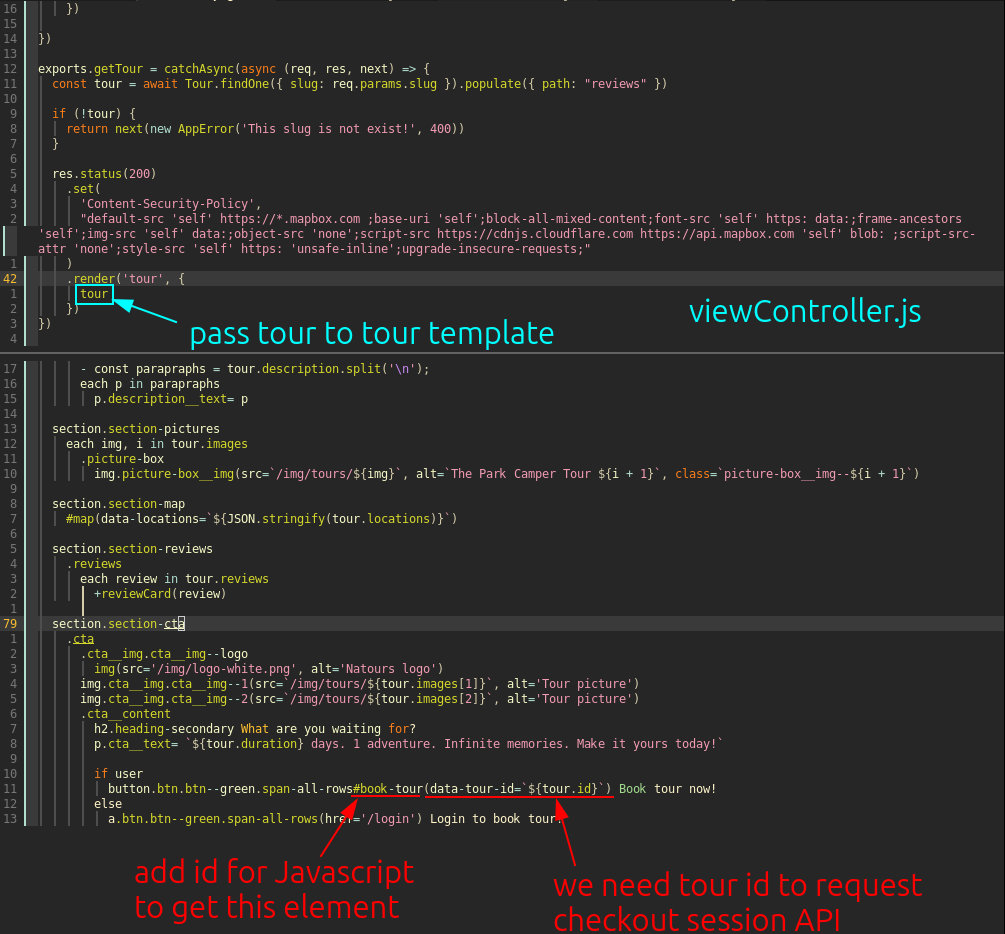 16 })
15
14 })
13
12 exports.getTour = catchAsync(async (req, res, next) => {
11 const tour = await Tour.findOne({ slug: req.params.slug }).populate({ path: "reviews" })
10
9 if (!tour) {
8 return next(new AppError('This slug is not exist!', 400))
7 }
6
5 res.status(200)
4 .set(
3 'Content-Security-Policy',
2 "default-src 'self' https://*.mapbox.com ;base-uri 'self';block-all-mixed-content;font-src 'self' https: data:;frame-ancestors
'self';img-src 'self' data:;object-src 'none';script-src https://cdnjs.cloudflare.com https://api.mapbox.com 'self' blob: ;script-src-
attr 'none';style-src 'self' https: 'unsafe-inline';upgrade-insecure-requests;"
1 )
42 .render('tour', {
1 tour
2 })
3 })
4
pass tour to tour template
viewController.js
17 - const parapraphs = tour.description.split('\n');
16 each p in parapraphs
15 p.description__text= p
14
13 section.section-pictures
12 each img, i in tour.images
11 .picture-box
10 img.picture-box__img(src=`/img/tours/${img}`, alt=`The Park Camper Tour ${i + 1}`, class=`picture-box__img--${i + 1}`)
9
8 section.section-map
7 #map(data-locations=`${JSON.stringify(tour.locations)}`)
6
5 section.section-reviews
4 .reviews
3 each review in tour.reviews
2 +reviewCard(review)
1
79 section.section-cta
1 .cta
2 .cta__img.cta__img--logo
3 img(src='/img/logo-white.png', alt='Natours logo')
4 img.cta__img.cta__img--1(src=`/img/tours/${tour.images[1]}`, alt='Tour picture')
5 img.cta__img.cta__img--2(src=`/img/tours/${tour.images[2]}`, alt='Tour picture')
6 .cta__content
7 h2.heading-secondary What are you waiting for?
8 p.cta__text= `${tour.duration} days. 1 adventure. Infinite memories. Make it yours today!`
9
10 if user
11 button.btn.btn--green.span-all-rows#book-tour(data-tour-id=`${tour.id}`) Book tour now!
12 else
13 a.btn.btn--green.span-all-rows(href='/login') Login to book tour!
add id for Javascript
to get this element
we need tour id to request
checkout session API